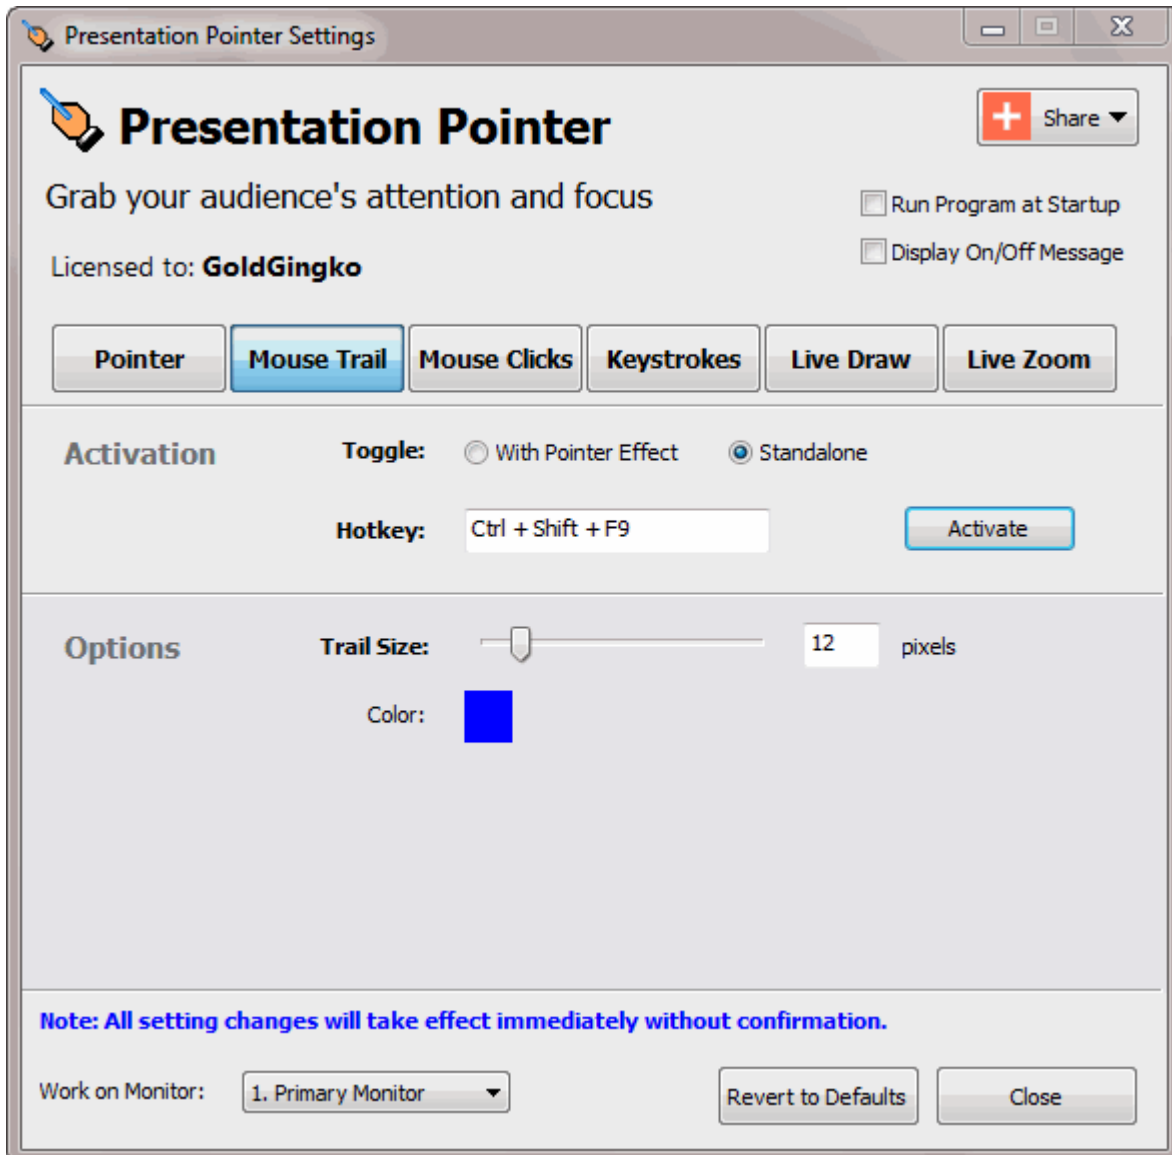 Presentation Pointer Settings
Presentation Pointer
Share
Grab your audience's attention and focus
Run Program at Startup
Display On/Off Message
Licensed to: GoldGingko
Pointer Mouse Trail Mouse Clicks Keystrokes Live Draw Live Zoom
Activation Toggle: With Pointer Effect Standalone
Hotkey: Ctrl + Shift + F9 Activate
Options Trail Size: 12 pixels
Color:
Note: All setting changes will take effect immediately without confirmation.
Work on Monitor: 1. Primary Monitor Revert to Defaults Close